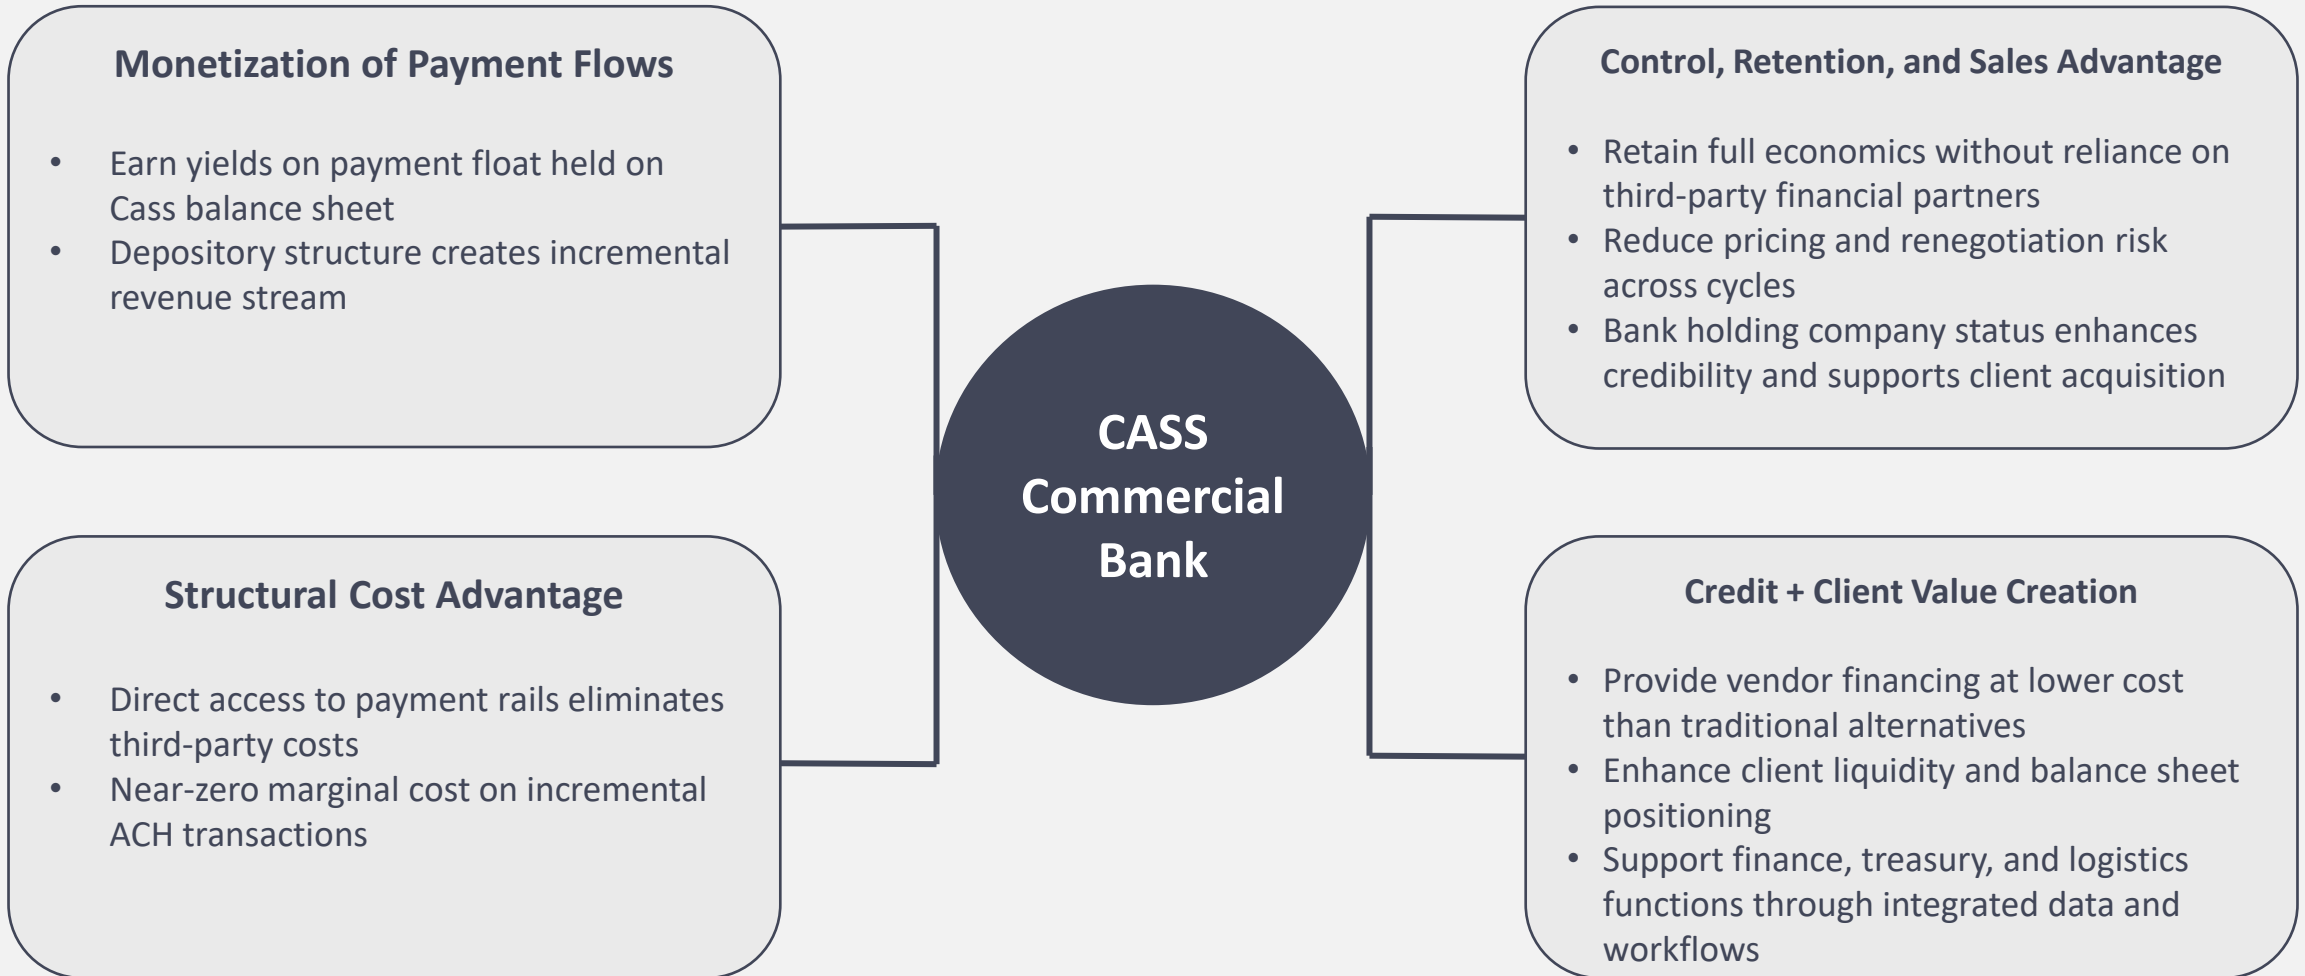 Monetization of Payment Flows
• Earn yields on payment float held on
Cass balance sheet
• Depository structure creates incremental
revenue stream
Structural Cost Advantage
• Direct access to payment rails eliminates
third-party costs
• Near-zero marginal cost on incremental
ACH transactions
CASS
Commercial
Bank
Control, Retention, and Sales Advantage
• Retain full economics without reliance on
third-party financial partners
• Reduce pricing and renegotiation risk
across cycles
• Bank holding company status enhances
credibility and supports client acquisition
Credit + Client Value Creation
• Provide vendor financing at lower cost
than traditional alternatives
• Enhance client liquidity and balance sheet
positioning
• Support finance, treasury, and logistics
functions through integrated data and
workflows